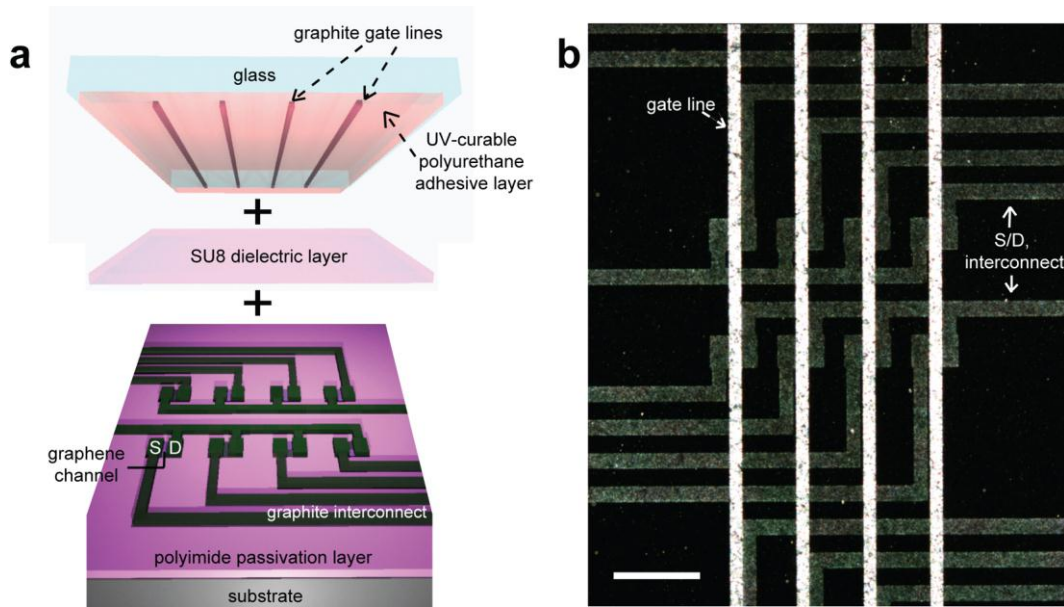 a
graphite gate lines
glass
UV-curable
polyurethane
adhesive layer
+
SU8 dielectric layer
+
S D
graphene
channel
graphite interconnect
polyimide passivation layer
substrate
b
gate line
S/D,
interconnect